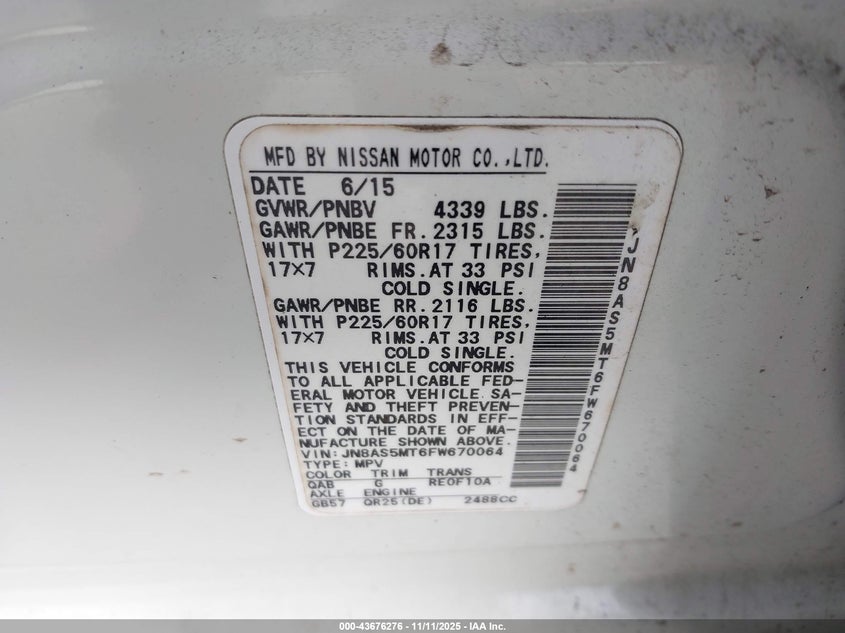 MFD BY NISSAN MOTOR CO.,LTD.
DATE 6/15
GVWR/PNBV 4339 LBS.
GAWR/PNBE FR. 2315 LBS.
WITH P225/60R17 TIRES,
17×7 RIMS. AT 33 PSI
COLD SINGLE.
GAWR/PNBE RR. 2116 LBS.
WITH P225/60R17 TIRES,
17×7 RIMS. AT 33 PSI
COLD SINGLE.
THIS VEHICLE CONFORMS
TO ALL APPLICABLE FED-
ERAL MOTOR VEHICLE SA-
FETY AND THEFT PREVEN-
TION STANDARDS IN EFF-
ECT ON THE DATE OF MA-
NUFACTURE SHOWN ABOVE.
VIN: JN8AS5MT6FW670064
TYPE: MPV
COLOR TRIM TRANS
QAB G RE0F10A
AXLE ENGINE
GB57 QR25(DE) 2488CC
JN8AS5MT6FW670064
000-43676276 - 11/11/2025 - IAA Inc.